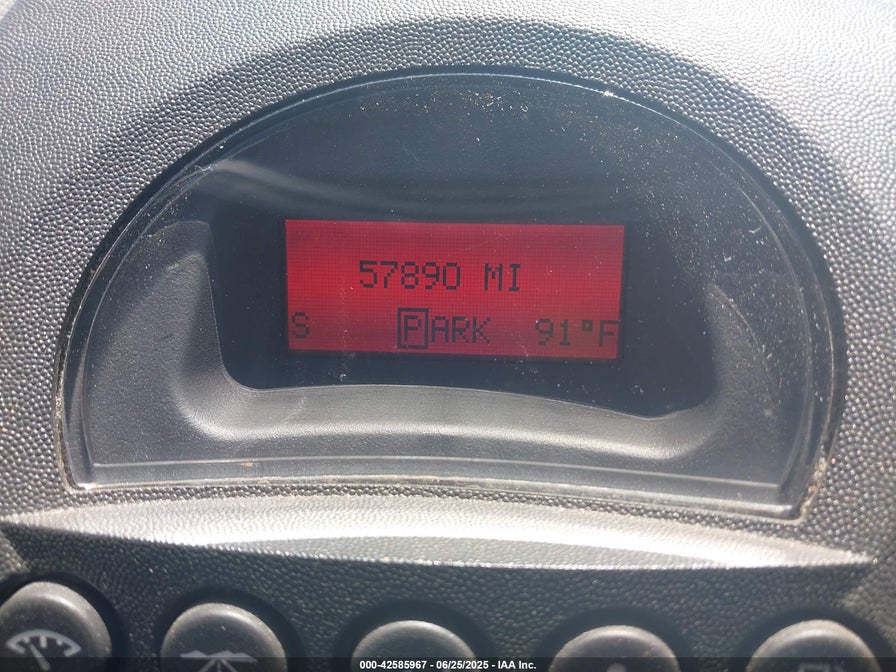 57890 MI
S PARK 91°F
000-42585967 - 06/25/2025 - IAA Inc.